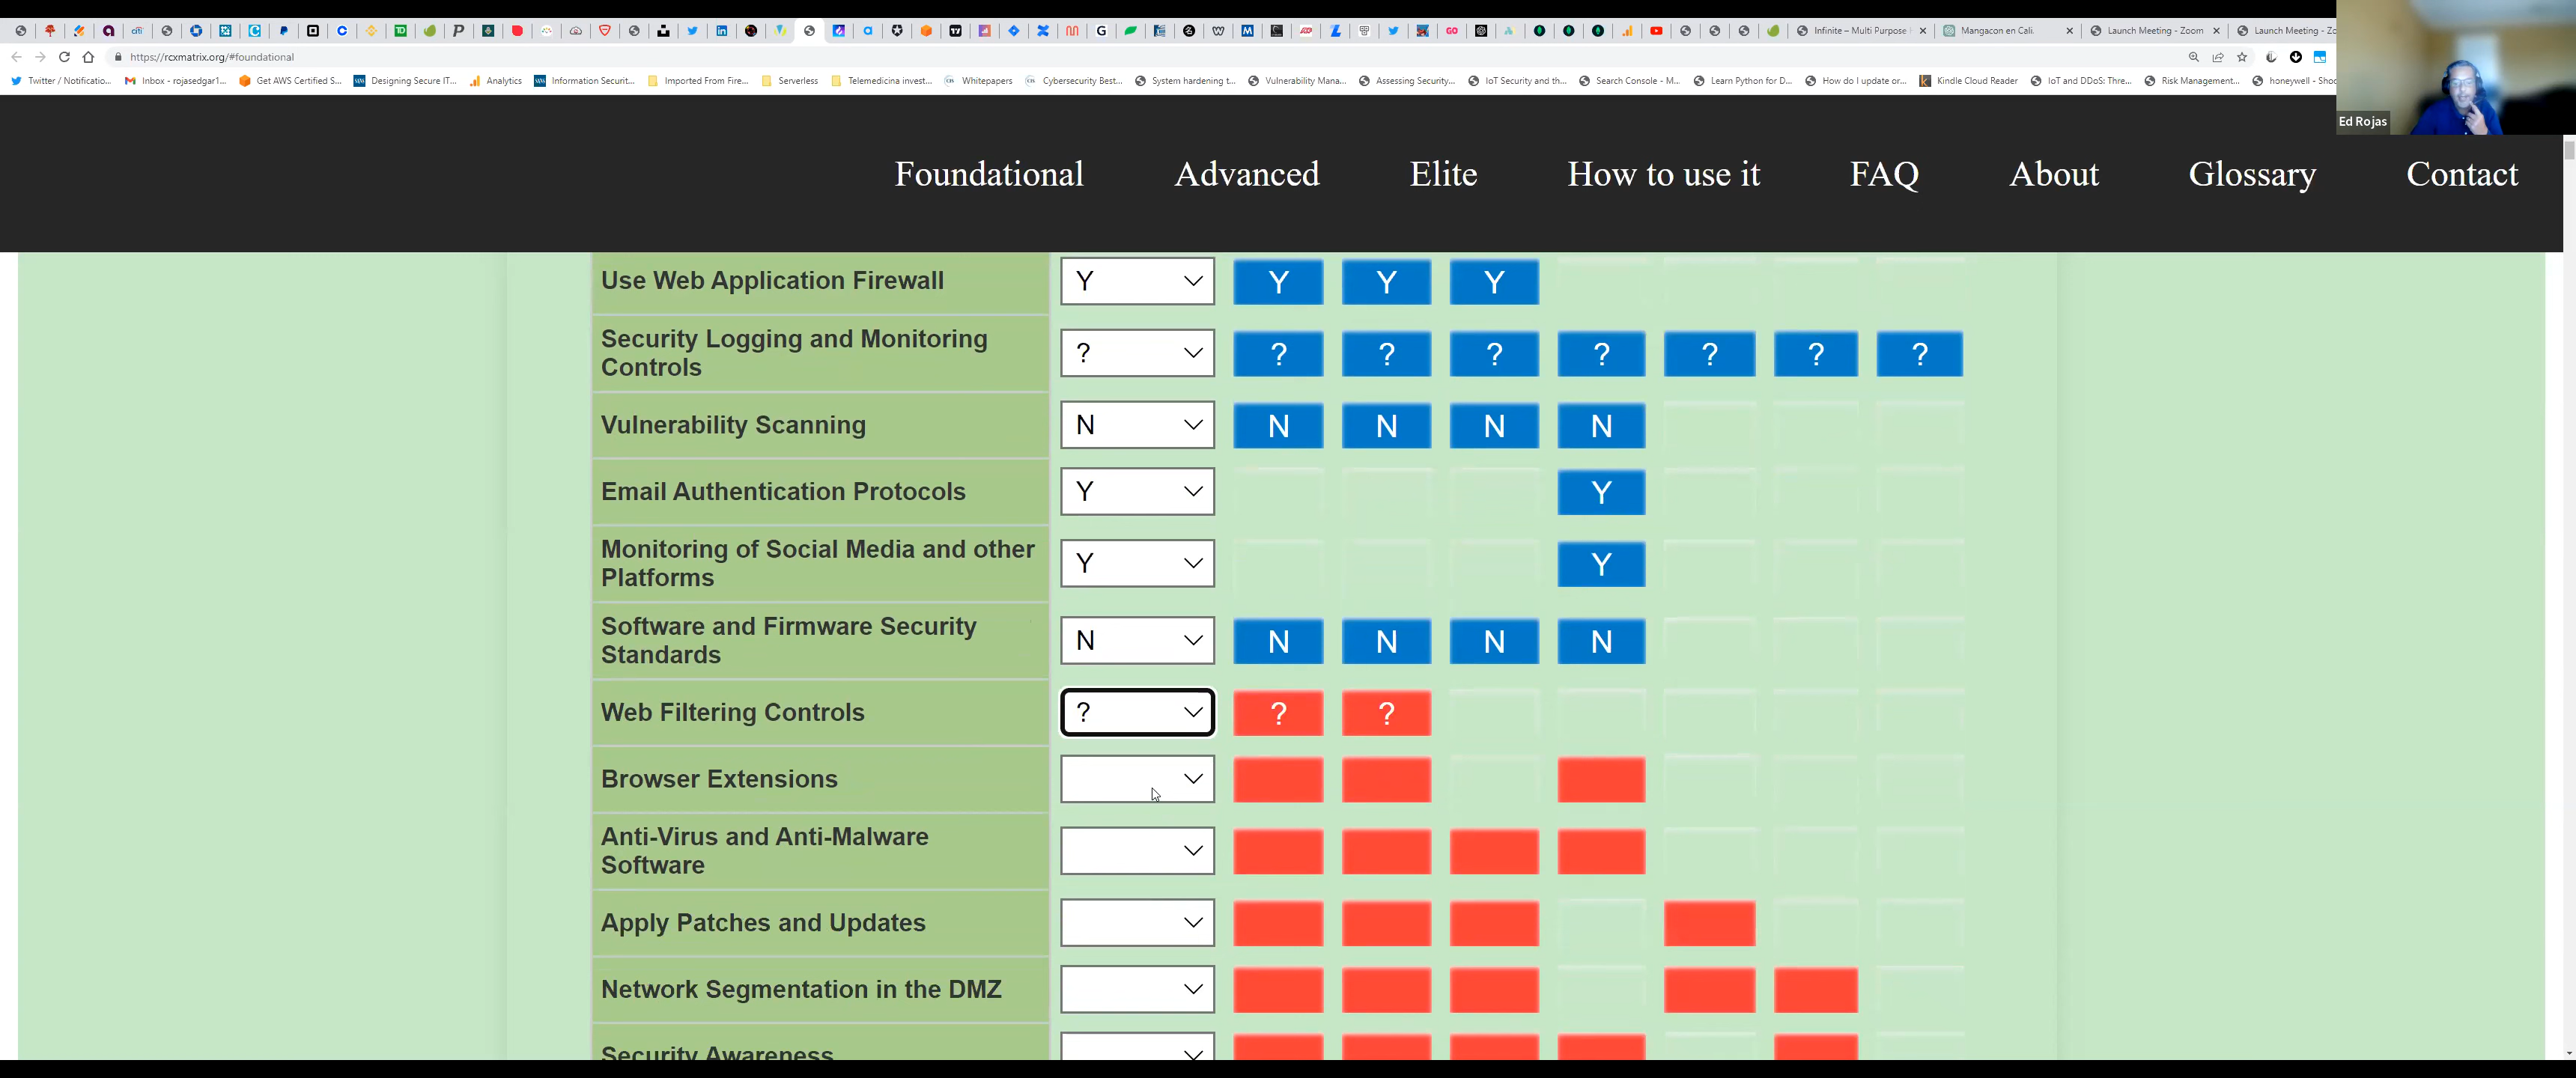 Infinite – Multi Purpose
Mangacon en Cali.
Launch Meeting - Zoom
Launch Meeting - Zo
https://rcxmatrix.org/#foundational
Twitter / Notificatio...
Inbox - rojasedgar1...
Get AWS Certified S...
Designing Secure IT...
Analytics
Information Securit...
Imported From Fire...
Serverless
Telemedicina invest...
Whitepapers
Cybersecurity Best...
System hardening t...
Vulnerability Mana...
Assessing Security...
IoT Security and th...
Search Console - M...
Learn Python for D...
How do I update or...
Kindle Cloud Reader
IoT and DDoS: Thre...
Risk Management...
honeywell - Shod
Ed Rojas
Foundational Advanced Elite How to use it FAQ About Glossary Contact
Use Web Application Firewall Y Y Y Y
Security Logging and Monitoring
Controls ? ? ? ? ? ? ? ?
Vulnerability Scanning N N N N N
Email Authentication Protocols Y Y
Monitoring of Social Media and other
Platforms Y Y
Software and Firmware Security
Standards N N N N N
Web Filtering Controls ? ? ?
Browser Extensions
Anti-Virus and Anti-Malware
Software
Apply Patches and Updates
Network Segmentation in the DMZ
Security Awareness